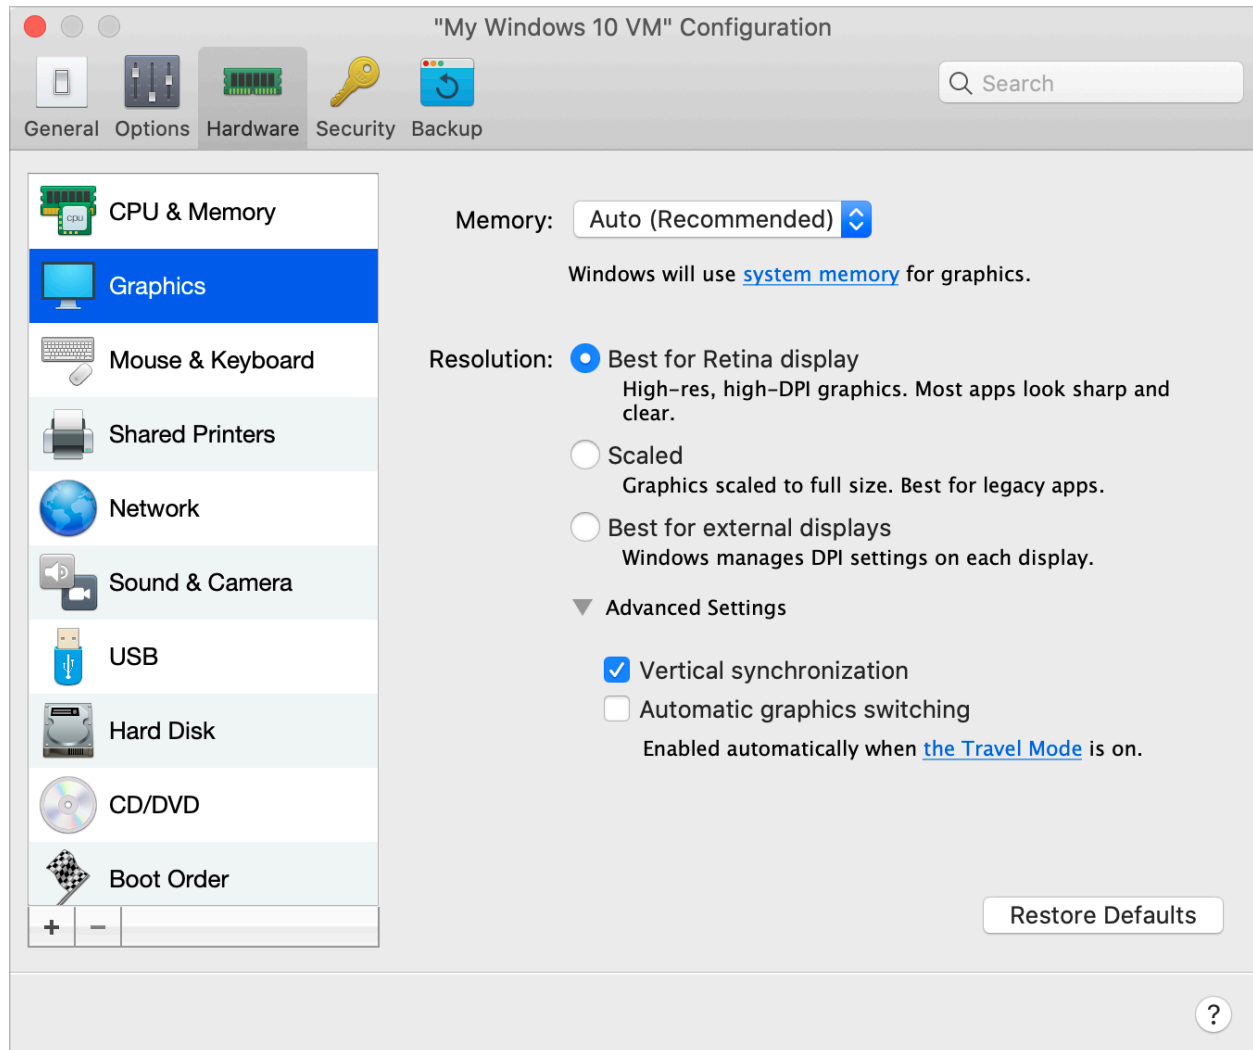 "My Windows 10 VM" Configuration
General Options Hardware Security Backup
Search
CPU & Memory
Graphics
Mouse & Keyboard
Shared Printers
Network
Sound & Camera
USB
Hard Disk
CD/DVD
Boot Order
+ −
cpu
Memory: Auto (Recommended)
Windows will use system memory for graphics.
Resolution: Best for Retina display
High-res, high-DPI graphics. Most apps look sharp and
clear.
Scaled
Graphics scaled to full size. Best for legacy apps.
Best for external displays
Windows manages DPI settings on each display.
Advanced Settings
Vertical synchronization
Automatic graphics switching
Enabled automatically when the Travel Mode is on.
Restore Defaults
?